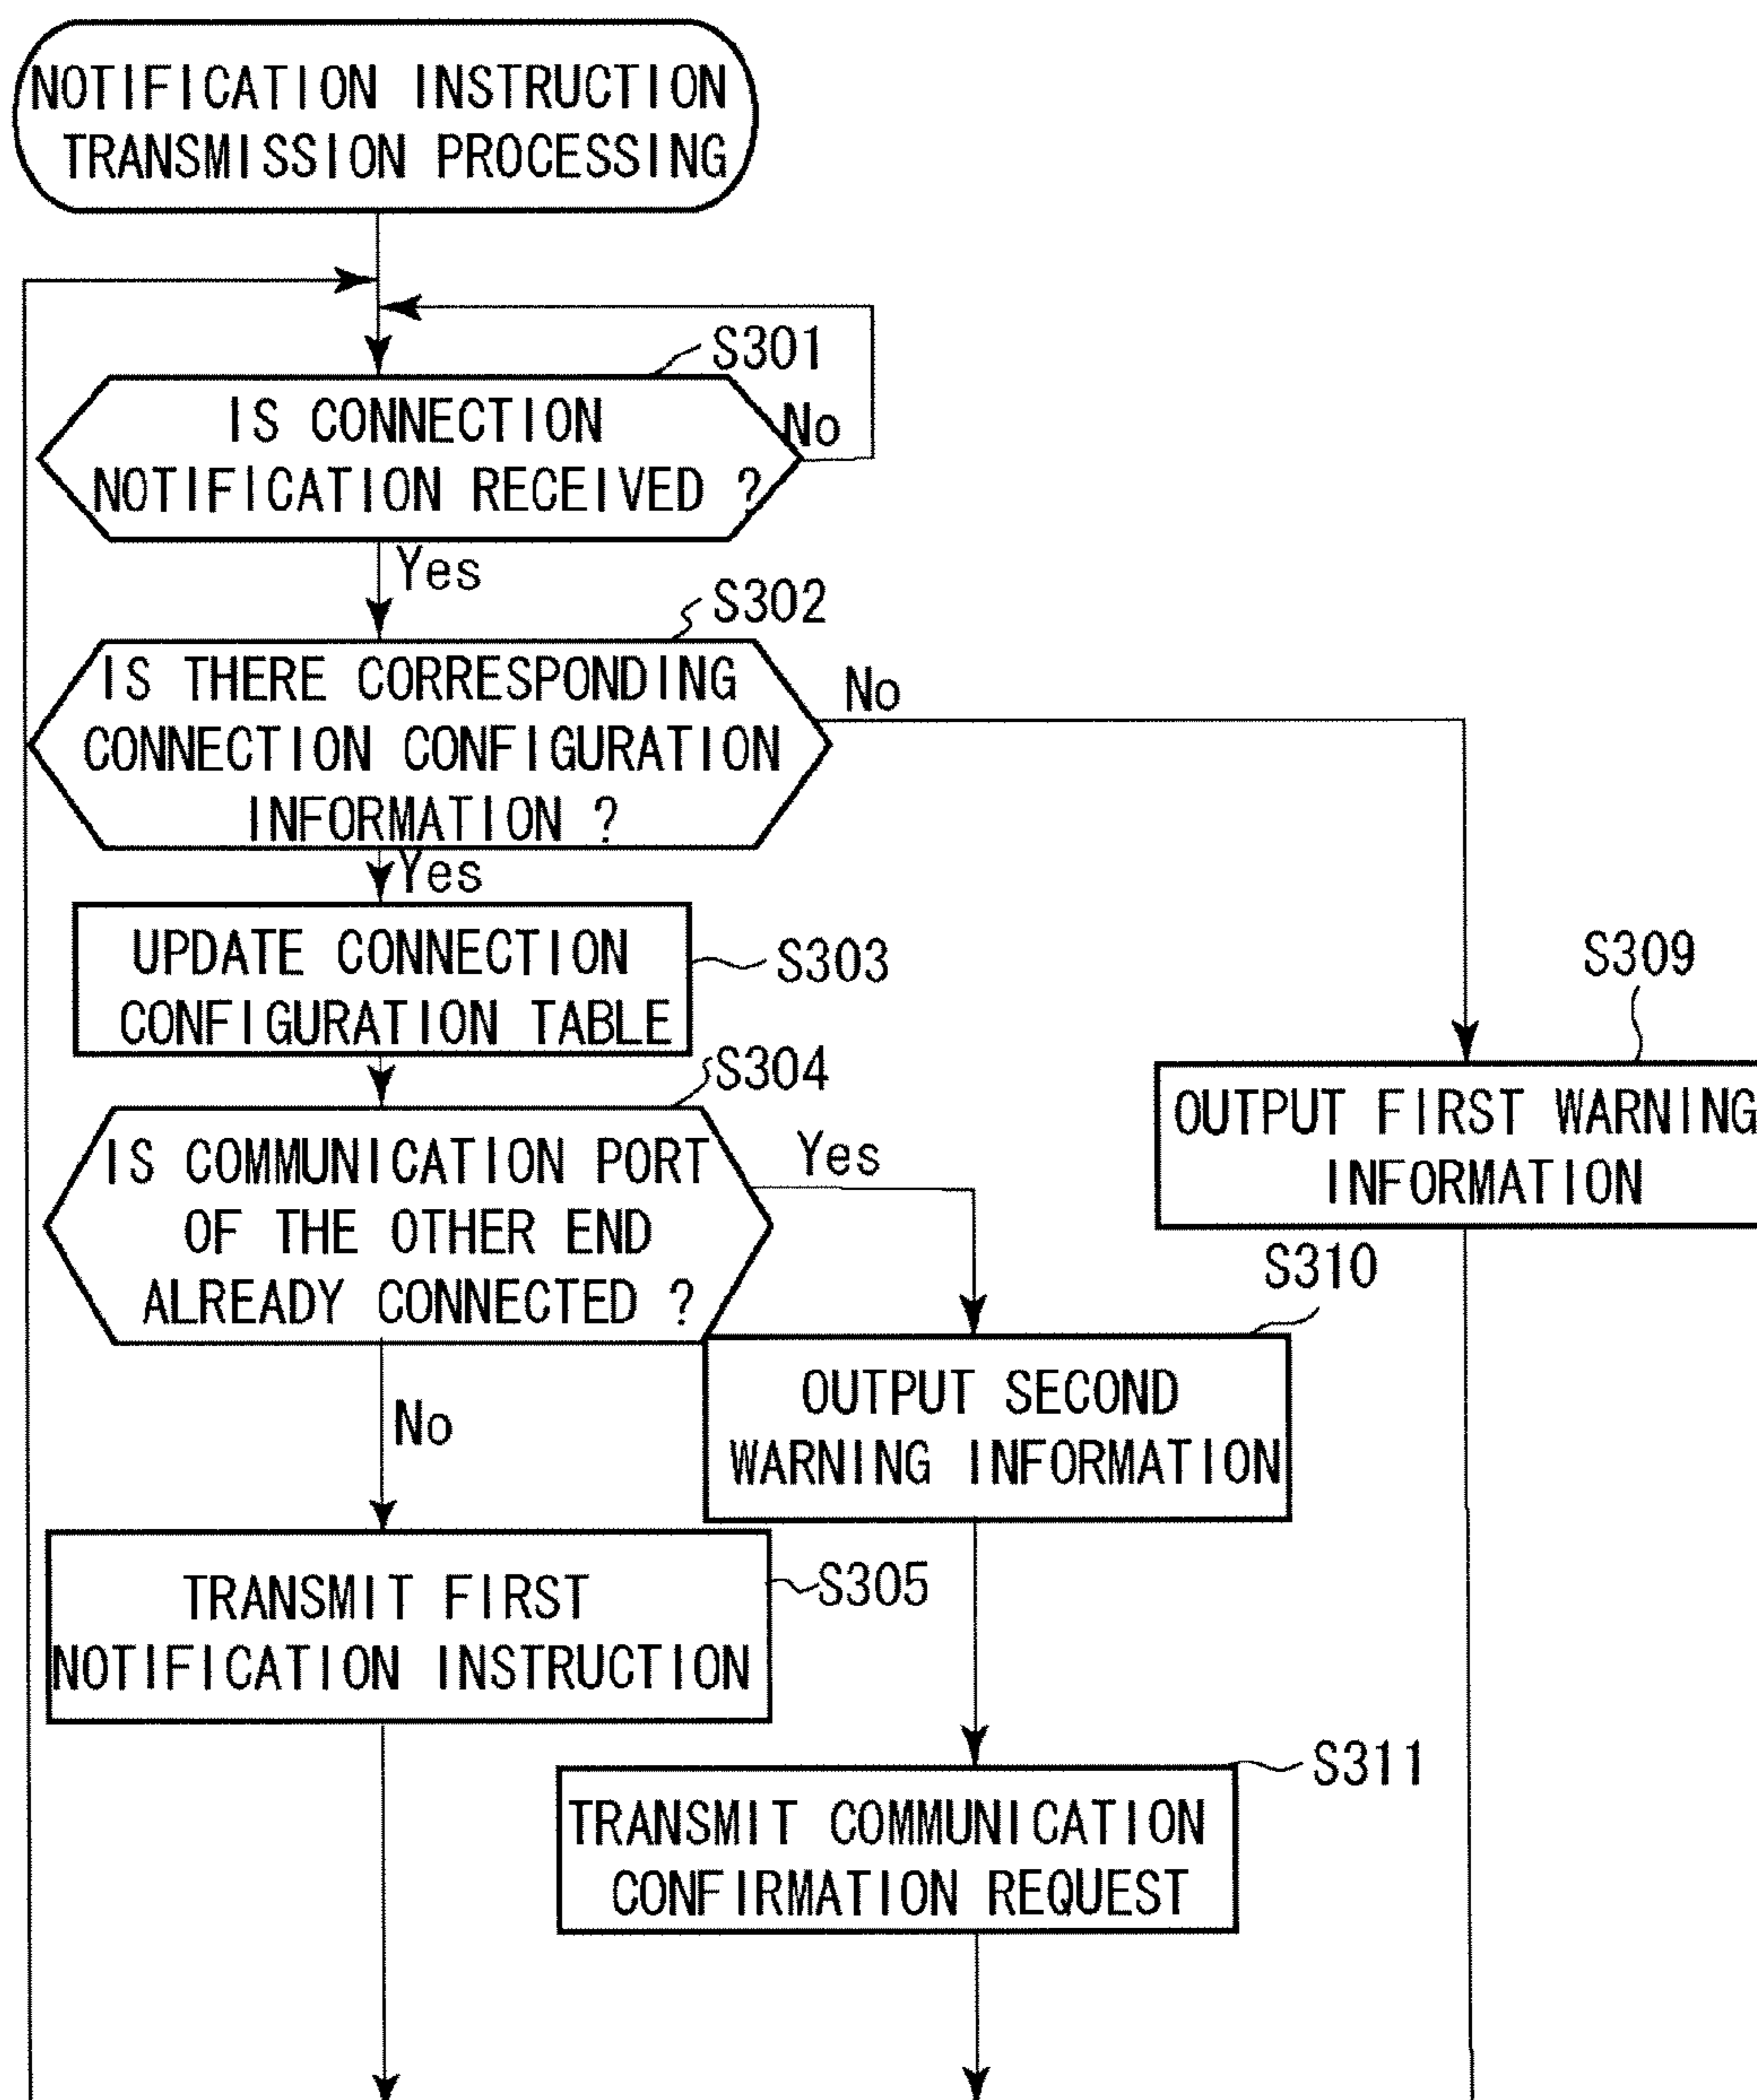 NOTIFICATION INSTRUCTION
TRANSMISSION PROCESSING
S301
IS CONNECTION
NOTIFICATION RECEIVED ?
No
Yes
S302
IS THERE CORRESPONDING
CONNECTION CONFIGURATION
INFORMATION ?
No
Yes
UPDATE CONNECTION
CONFIGURATION TABLE
S303
S309
OUTPUT FIRST WARNING
INFORMATION
S304
IS COMMUNICATION PORT
OF THE OTHER END
ALREADY CONNECTED ?
Yes
No
S310
OUTPUT SECOND
WARNING INFORMATION
TRANSMIT FIRST
NOTIFICATION INSTRUCTION
S305
S311
TRANSMIT COMMUNICATION
CONFIRMATION REQUEST